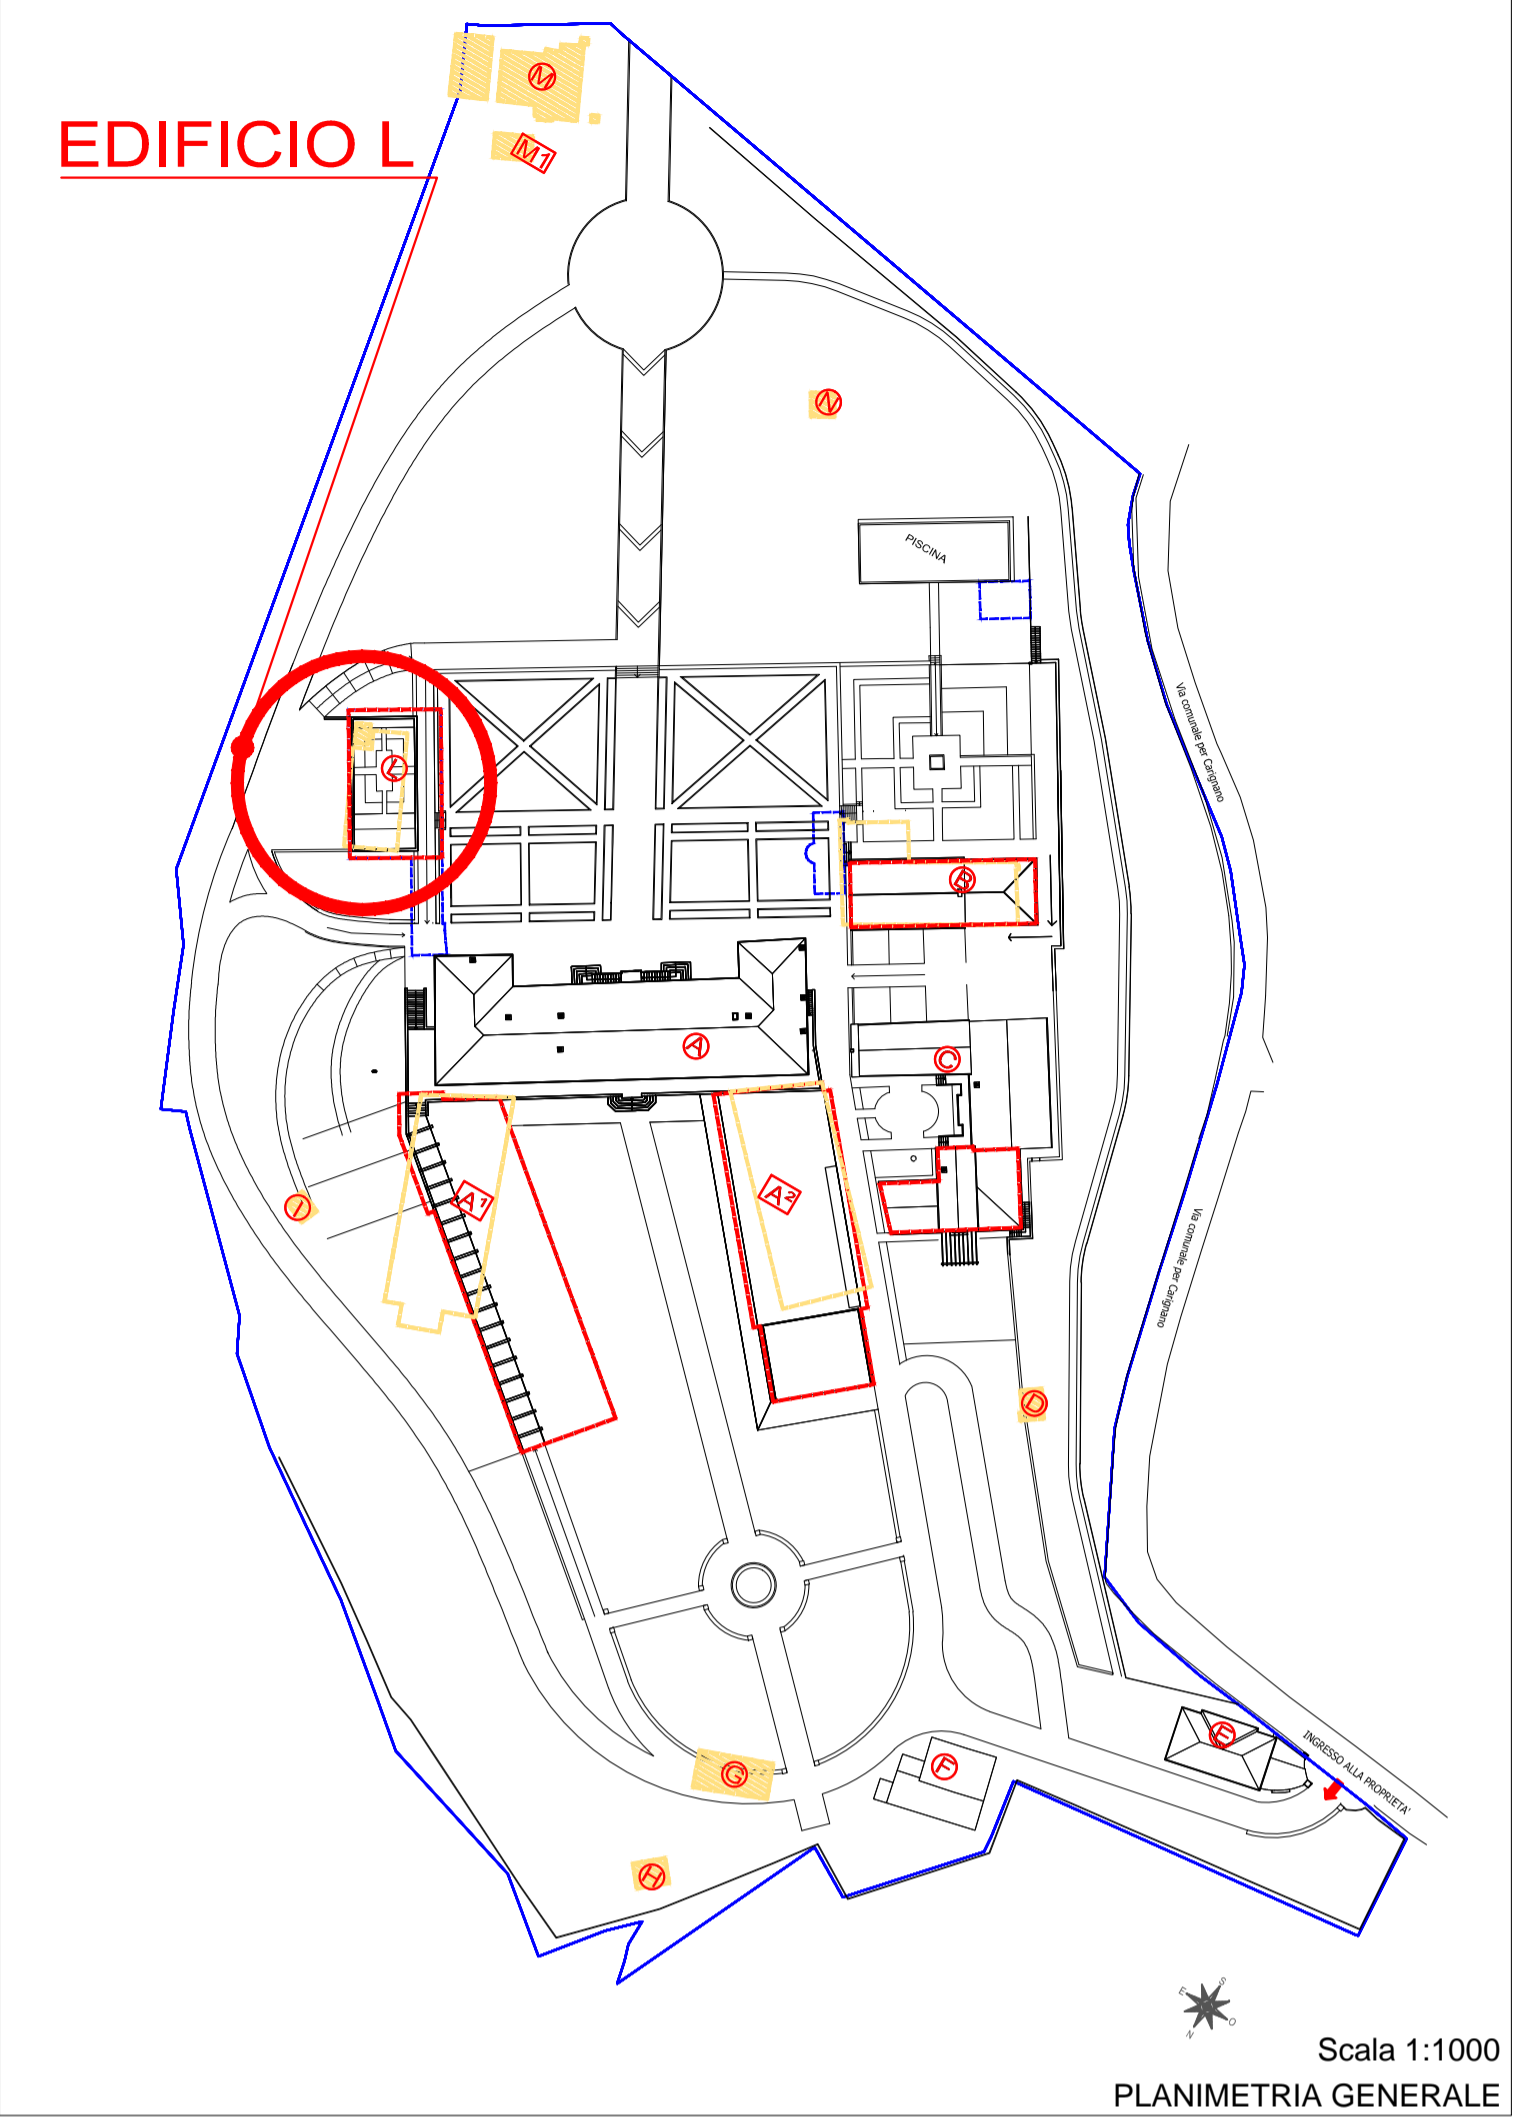 EDIFICIO L
M
M1
N
PISCINA
Via comunale per Carignano
L
B
A
C
A1
A2
I
Via comunale per Carignano
D
E
INGRESSO ALLA PROPRIETA'
F
G
H
S
E
O
N
Scala 1:1000
PLANIMETRIA GENERALE